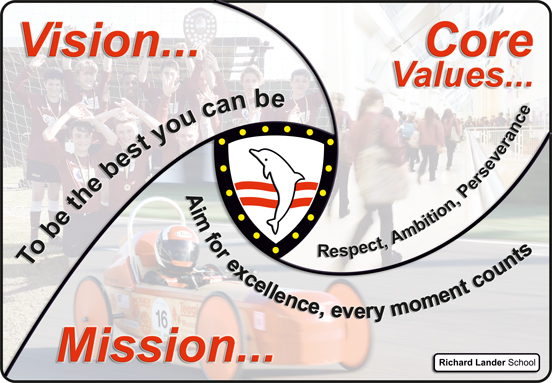 Vision...
To be the best you can be
Core
Values...
Respect, Ambition, Perseverance
Aim for excellence, every moment counts
16
Mission...
Richard Lander School